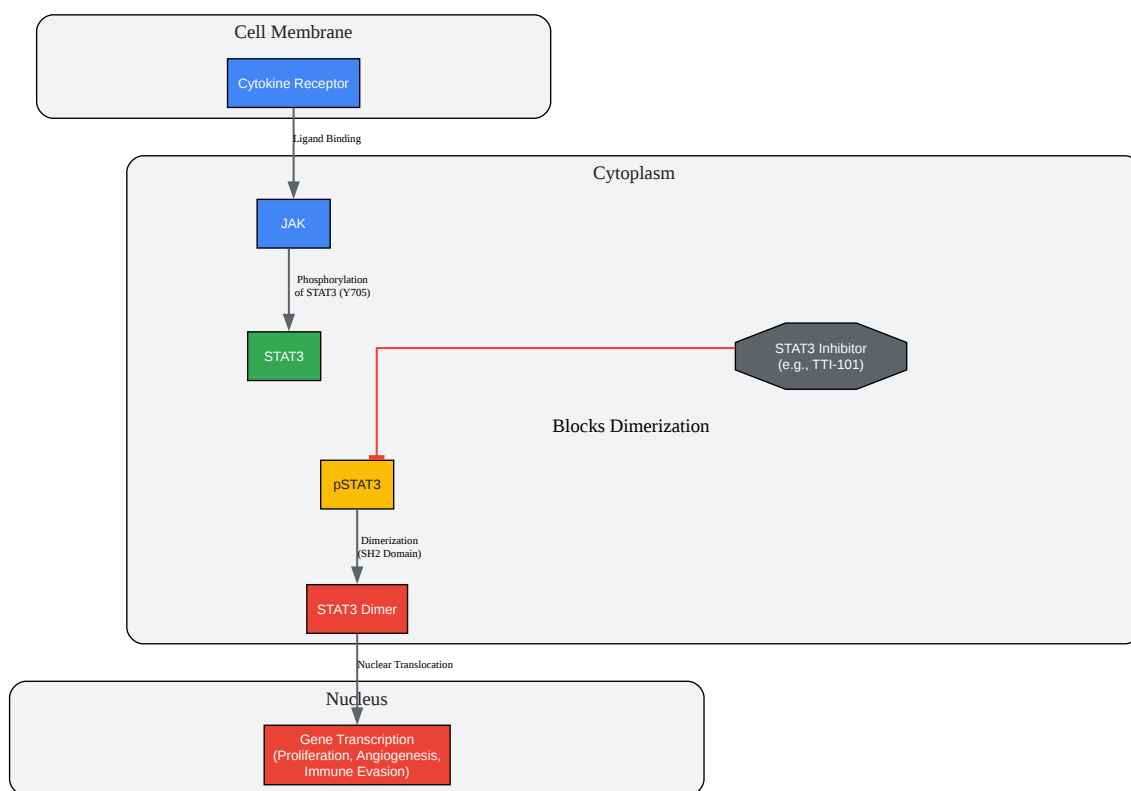 Cell Membrane
Cytokine Receptor
Ligand Binding
Cytoplasm
JAK
Phosphorylation
of STAT3 (Y705)
STAT3
STAT3 Inhibitor
(e.g., TTI-101)
Blocks Dimerization
pSTAT3
Dimerization
(SH2 Domain)
STAT3 Dimer
Nuclear Translocation
Nucleus
Gene Transcription
(Proliferation, Angiogenesis,
Immune Evasion)